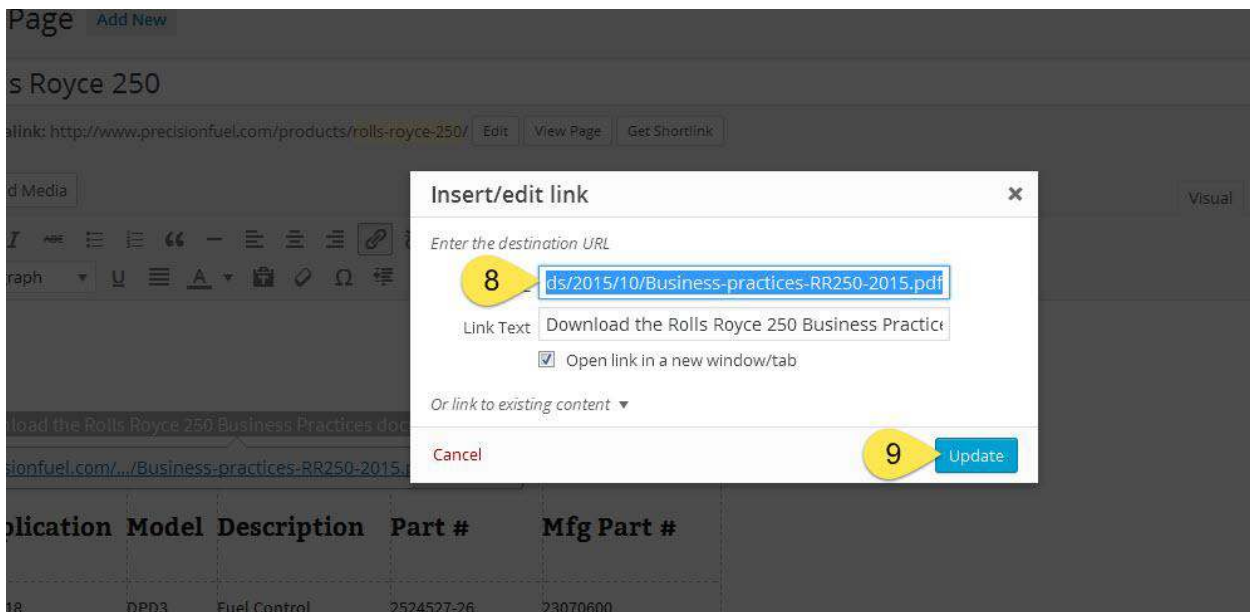 Page Add New
s Royce 250
alink: http://www.precisionfuel.com/products/rolls-royce-250/ Edit View Page Get Shortlink
d Media
Visual
Insert/edit link
Enter the destination URL
8 ds/2015/10/Business-practices-RR250-2015.pdf
Link Text Download the Rolls Royce 250 Business Practice
Open link in a new window/tab
Or link to existing content
Cancel 9 Update
raph
nload the Rolls Royce 250 Business Practices doc
sionfuel.com/.../Business-practices-RR250-2015.
plication Model Description Part # Mfg Part #
18 DPD3 Fuel Control 2524527-26 23070600